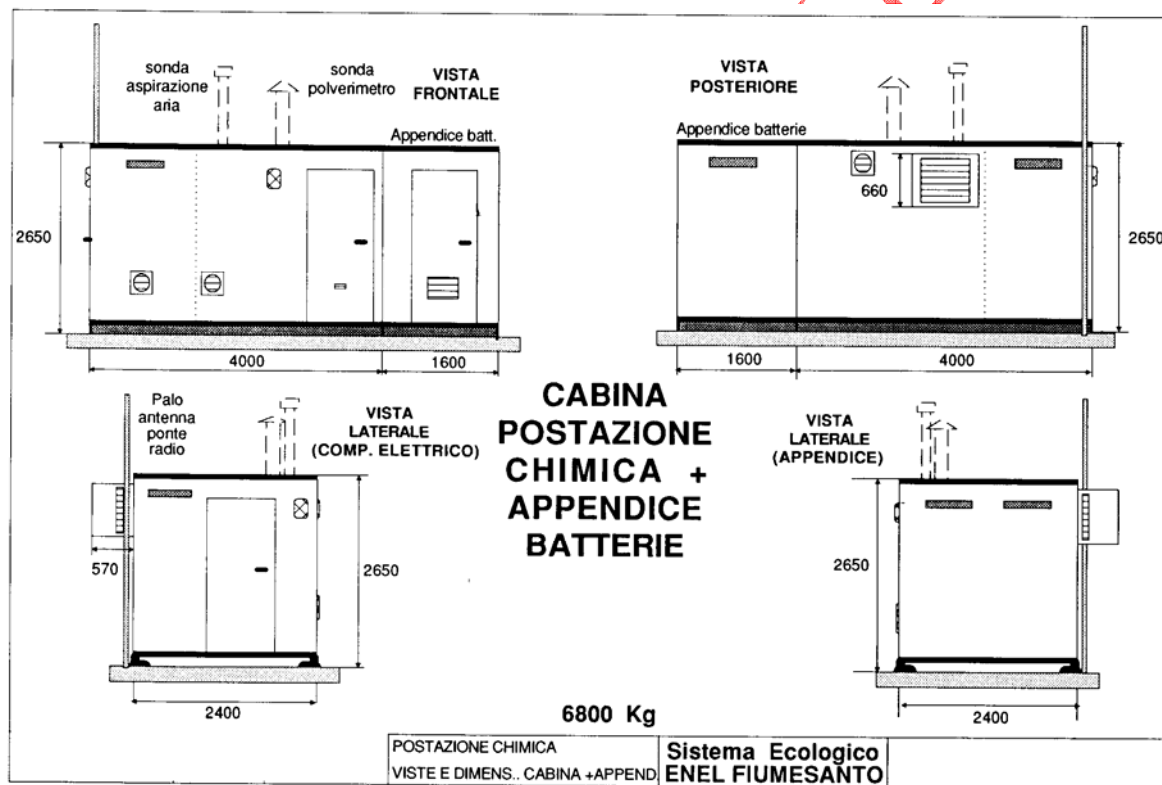 sonda
aspirazione
aria
sonda
polverimetro
VISTA
FRONTALE
Appendice batt.
2650
4000
1600
VISTA
POSTERIORE
Appendice batterie
660
2650
1600
4000
Palo
antenna
ponte
radio
VISTA
LATERALE
(COMP. ELETTRICO)
570
2650
2400
CABINA
POSTAZIONE
CHIMICA +
APPENDICE
BATTERIE
VISTA
LATERALE
(APPENDICE)
2650
2400
6800 Kg
POSTAZIONE CHIMICA
VISTE E DIMENS.. CABINA +APPEND.
Sistema Ecologico
ENEL FIUMESANTO